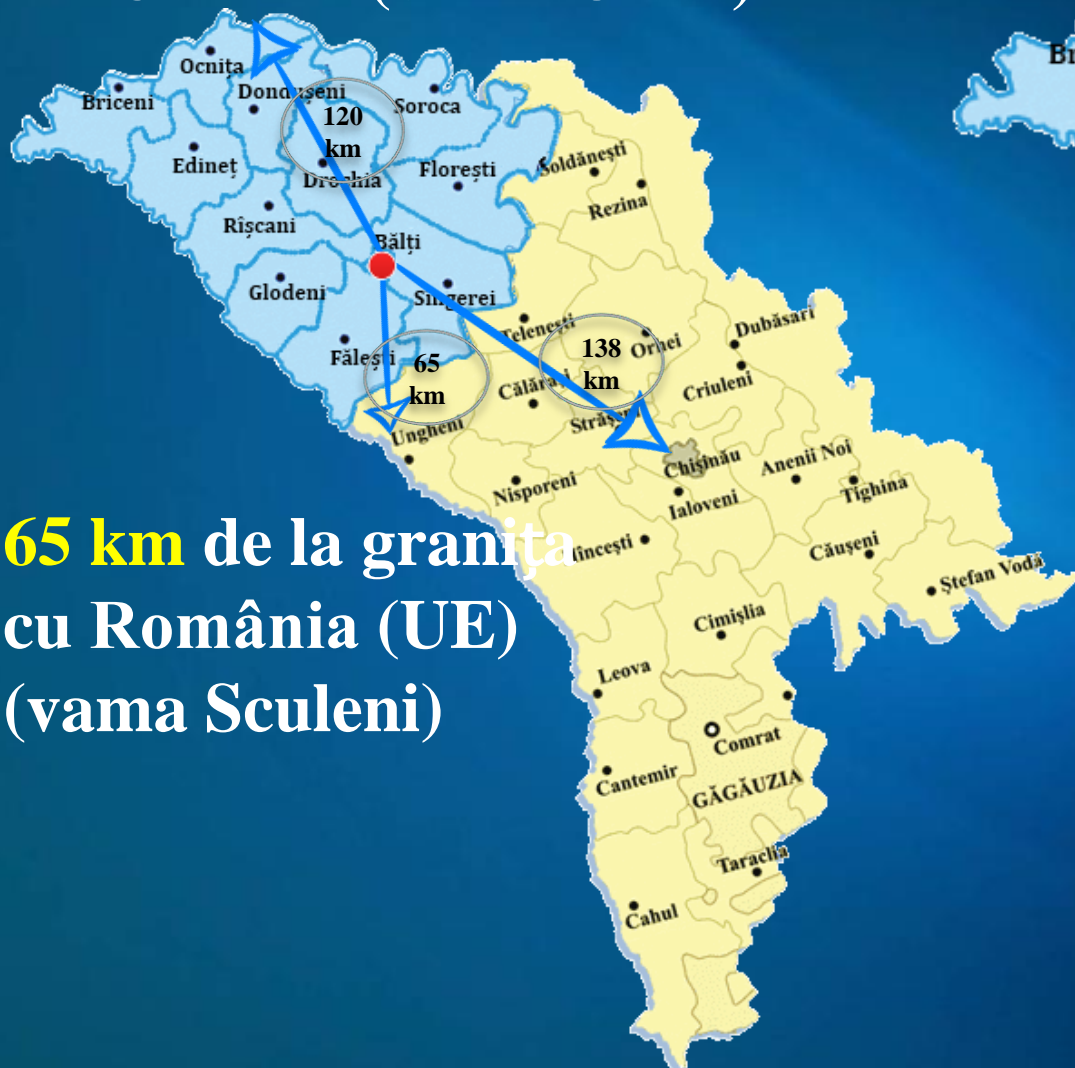 Ocnița
Briceni
Dondușeni
Soroca
120
km
Edineț
Drochia
Florești
Șoldănești
Rezina
Rîșcani
Bălți
Glodeni
Sîngerei
Telenești
Orhei
Dubăsari
Fălești
65
km
138
km
Călărași
Criuleni
Strășeni
Ungheni
Chișinău
Anenii Noi
Nisporeni
Ialoveni
Tighina
65 km de la granița
cu România (UE)
(vama Sculeni)
Hîncești
Căușeni
Ștefan Vodă
Cimișlia
Leova
Comrat
Cantemir
GĂGĂUZIA
Taraclia
Cahul